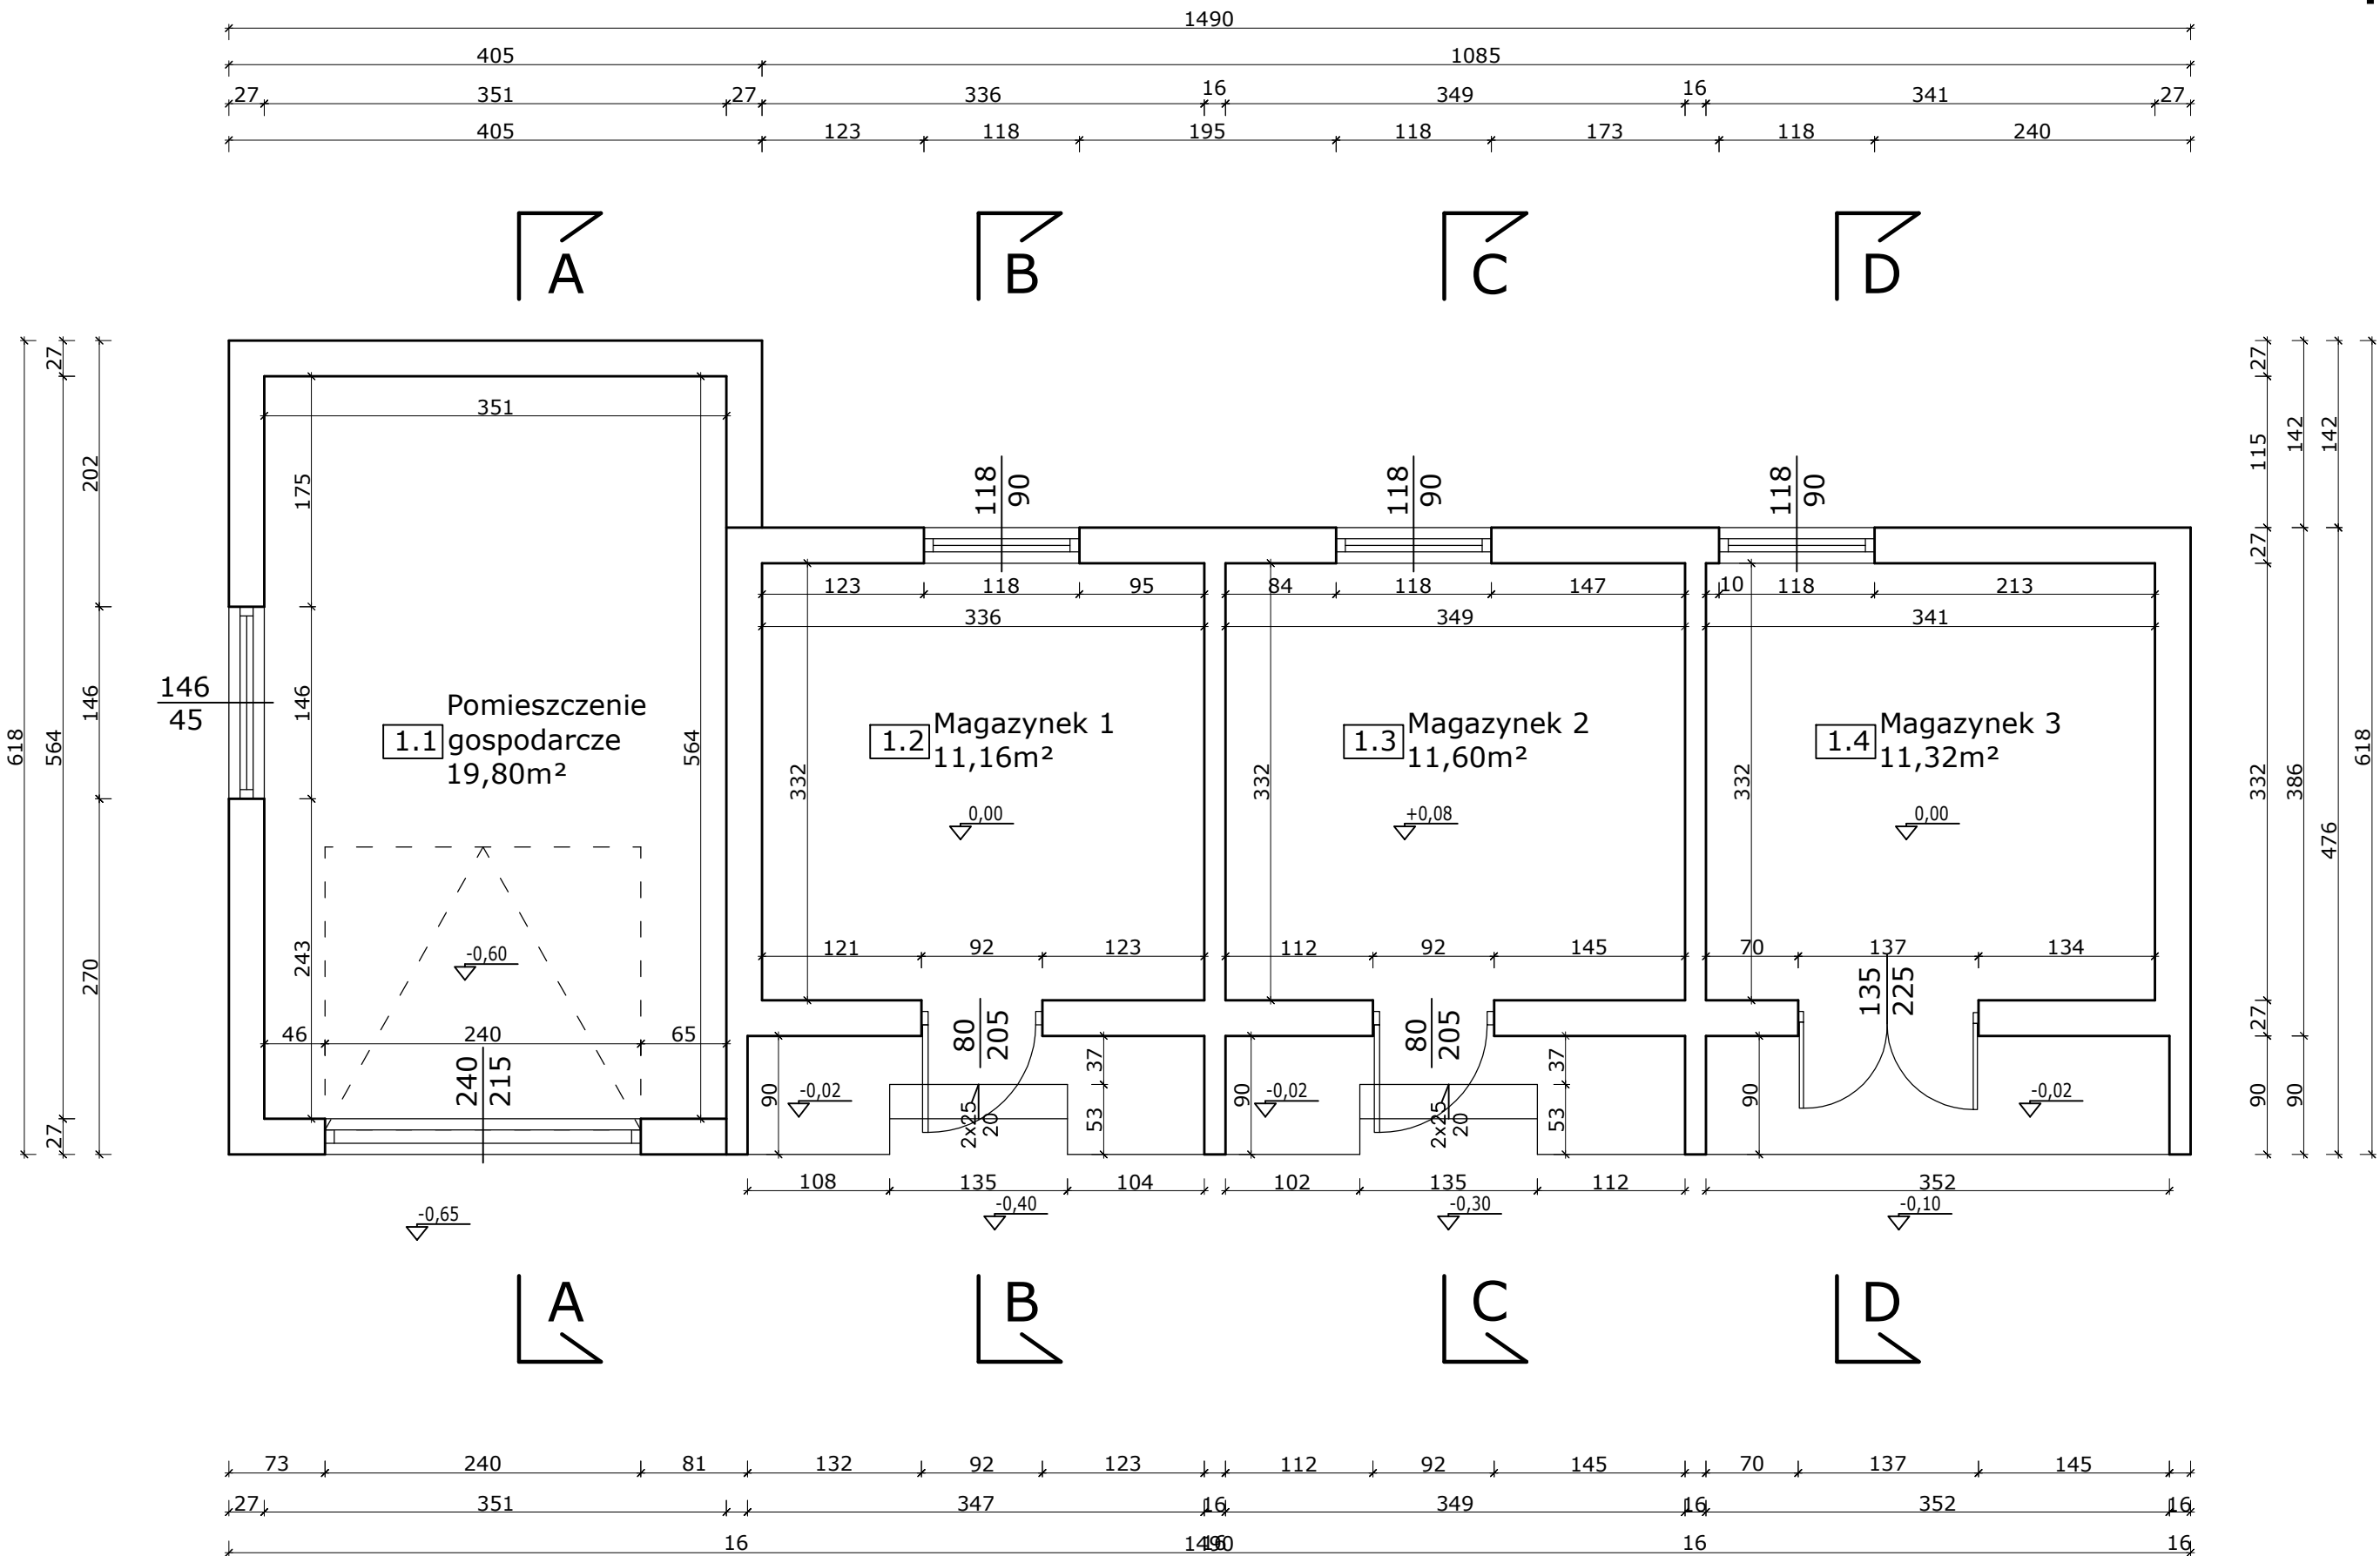 1490
405 1085
27 351 27 336 16 349 16 341 27
405 123 118 195 118 173 118 240
A B C D
618
27 564 27
202 146 270
27 115 27 332 27 90
142 386 90
142 476
618
351
175 146 243
564
146
45
1.1
Pomieszczenie
gospodarcze
19,80m²
-0,60
46 240 65
240
215
118
90
118
90
118
90
123 118 95
336
84 118 147
349
10 118 213
341
332
332
332
1.2
Magazynek 1
11,16m²
0,00
1.3
Magazynek 2
11,60m²
+0,08
1.4
Magazynek 3
11,32m²
0,00
121 92 123
112 92 145
70 137 134
80
205
80
205
135
225
90
-0,02
2x25
20
37
53
90
-0,02
2x25
20
37
53
90
-0,02
108 135 104
102 135 112
352
-0,65
-0,40
-0,30
-0,10
A B C D
73 240 81 132 92 123 112 92 145 70 137 145
27 351 347 16 349 16 352 16
16 1490 16 16 16